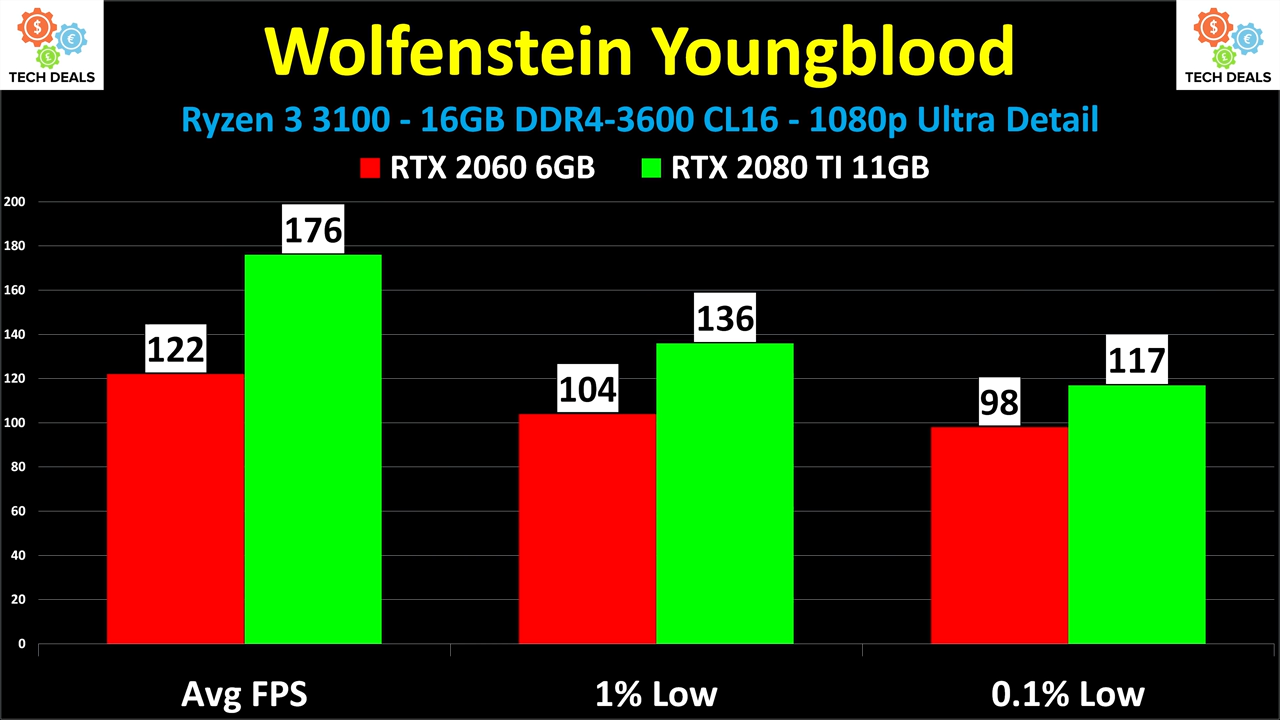 TECH DEALS
Wolfenstein Youngblood
TECH DEALS
Ryzen 3 3100 - 16GB DDR4-3600 CL16 - 1080p Ultra Detail
RTX 2060 6GB RTX 2080 TI 11GB
200
180
160
140
120
100
80
60
40
20
0
122
176
104
136
98
117
Avg FPS
1% Low
0.1% Low